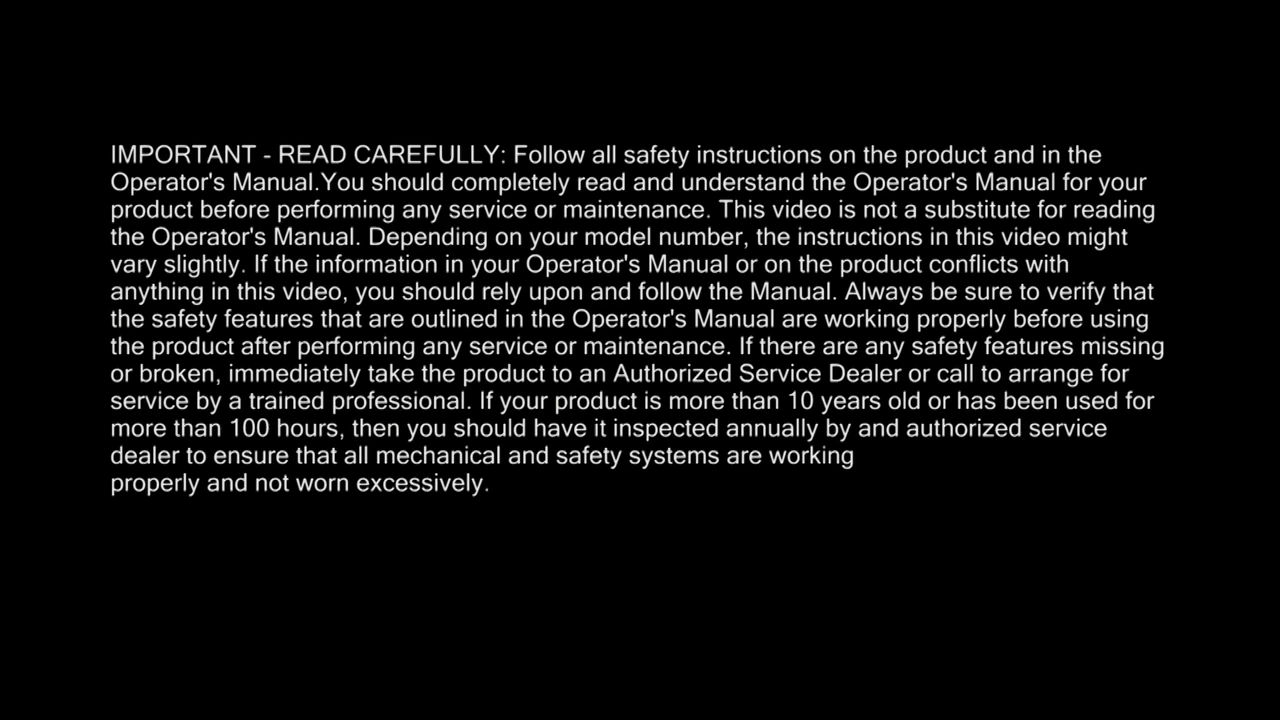 IMPORTANT - READ CAREFULLY: Follow all safety instructions on the product and in the
Operator's Manual.You should completely read and understand the Operator's Manual for your
product before performing any service or maintenance. This video is not a substitute for reading
the Operator's Manual. Depending on your model number, the instructions in this video might
vary slightly. If the information in your Operator's Manual or on the product conflicts with
anything in this video, you should rely upon and follow the Manual. Always be sure to verify that
the safety features that are outlined in the Operator's Manual are working properly before using
the product after performing any service or maintenance. If there are any safety features missing
or broken, immediately take the product to an Authorized Service Dealer or call to arrange for
service by a trained professional. If your product is more than 10 years old or has been used for
more than 100 hours, then you should have it inspected annually by and authorized service
dealer to ensure that all mechanical and safety systems are working
properly and not worn excessively.